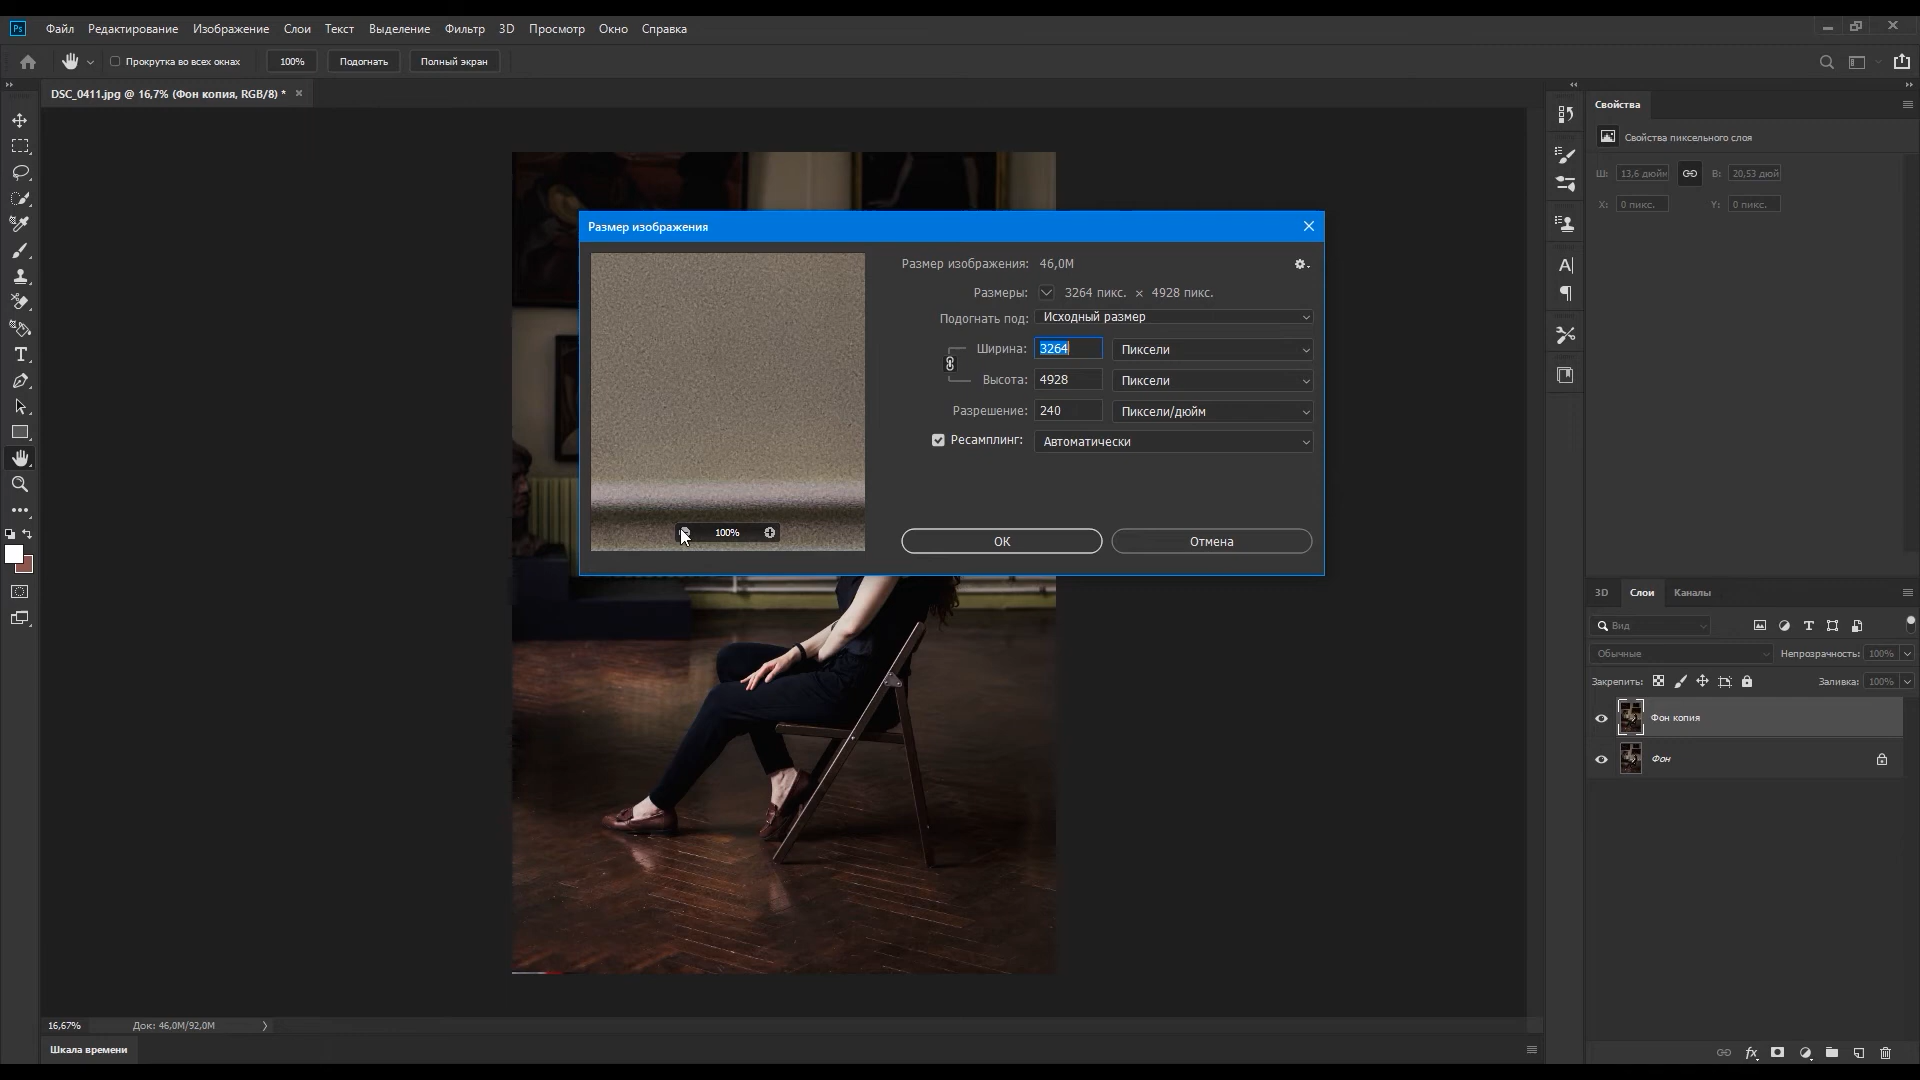 Ps Файл Редактирование Изображение Слои Текст Выделение Фильтр 3D Просмотр Окно Справка
Прокрутка во всех окнах 100% Подогнать Полный экран
DSC_0411.jpg @ 16,7% (Фон копия, RGB/8) *
Свойства
Свойства пиксельного слоя
Ш: 13,6 дюйм В: 20,53 дюй
X: 0 пикс. Y: 0 пикс.
Размер изображения
Размер изображения: 46,0M
Размеры: 3264 пикс. × 4928 пикс.
Подогнать под: Исходный размер
Ширина: 3264 Пиксели
Высота: 4928 Пиксели
Разрешение: 240 Пиксели/дюйм
Ресамплинг: Автоматически
100%
OK Отмена
3D Слои Каналы
Вид
Обычные Непрозрачность: 100%
Закрепить: Заливка: 100%
Фон копия
Фон
16,67% Док: 46,0M/92,0M
Шкала времени